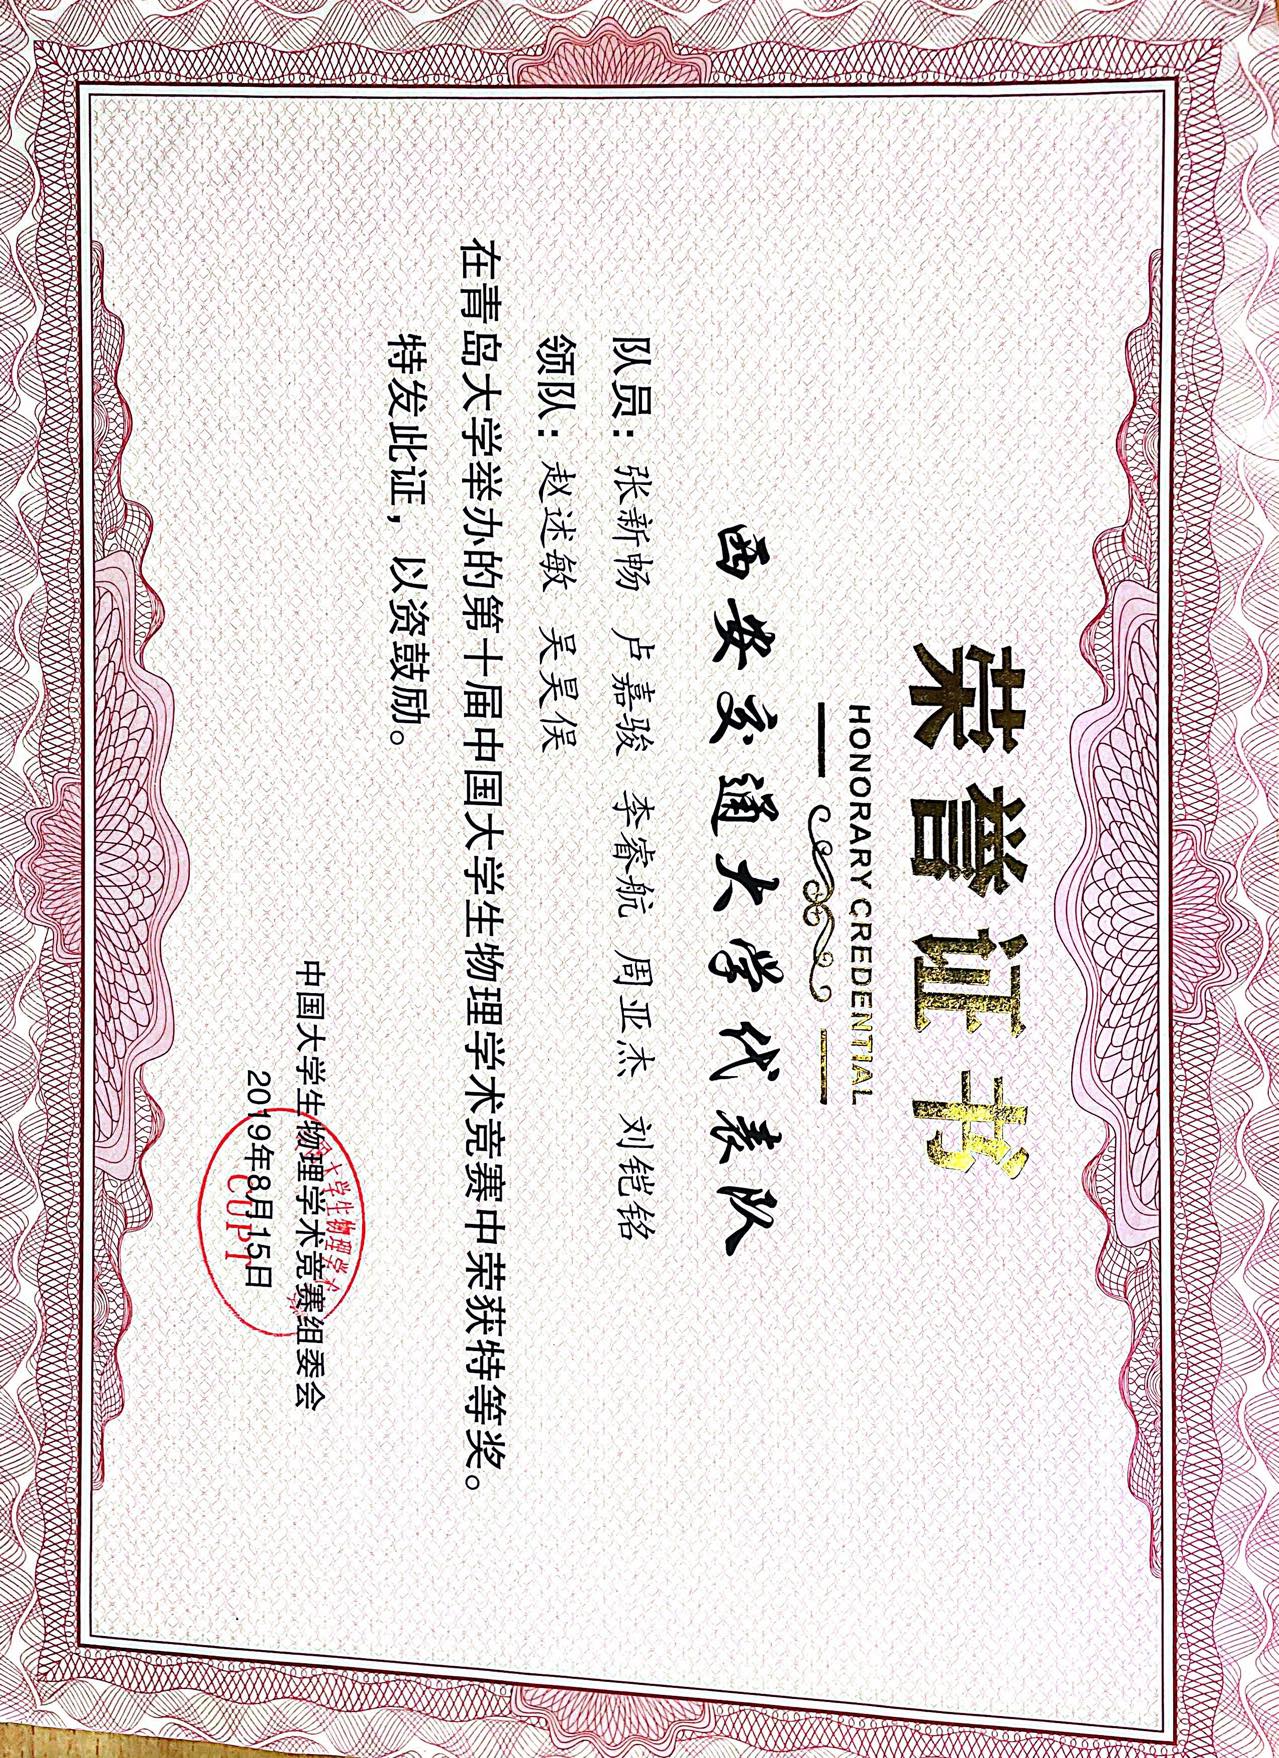 荣誉证书
HONORARY CREDENTIAL
西安交通大学代表队
队员：张新畅 卢嘉骏 李睿航 周亚杰 刘铠铭
领队：赵述敏 吴昊俣
在青岛大学举办的第十届中国大学生物理学术竞赛中荣获特等奖。
特发此证，以资鼓励。
中国大学生物理学术竞赛组委会
2019年8月15日
大学生物理学术
CUPT